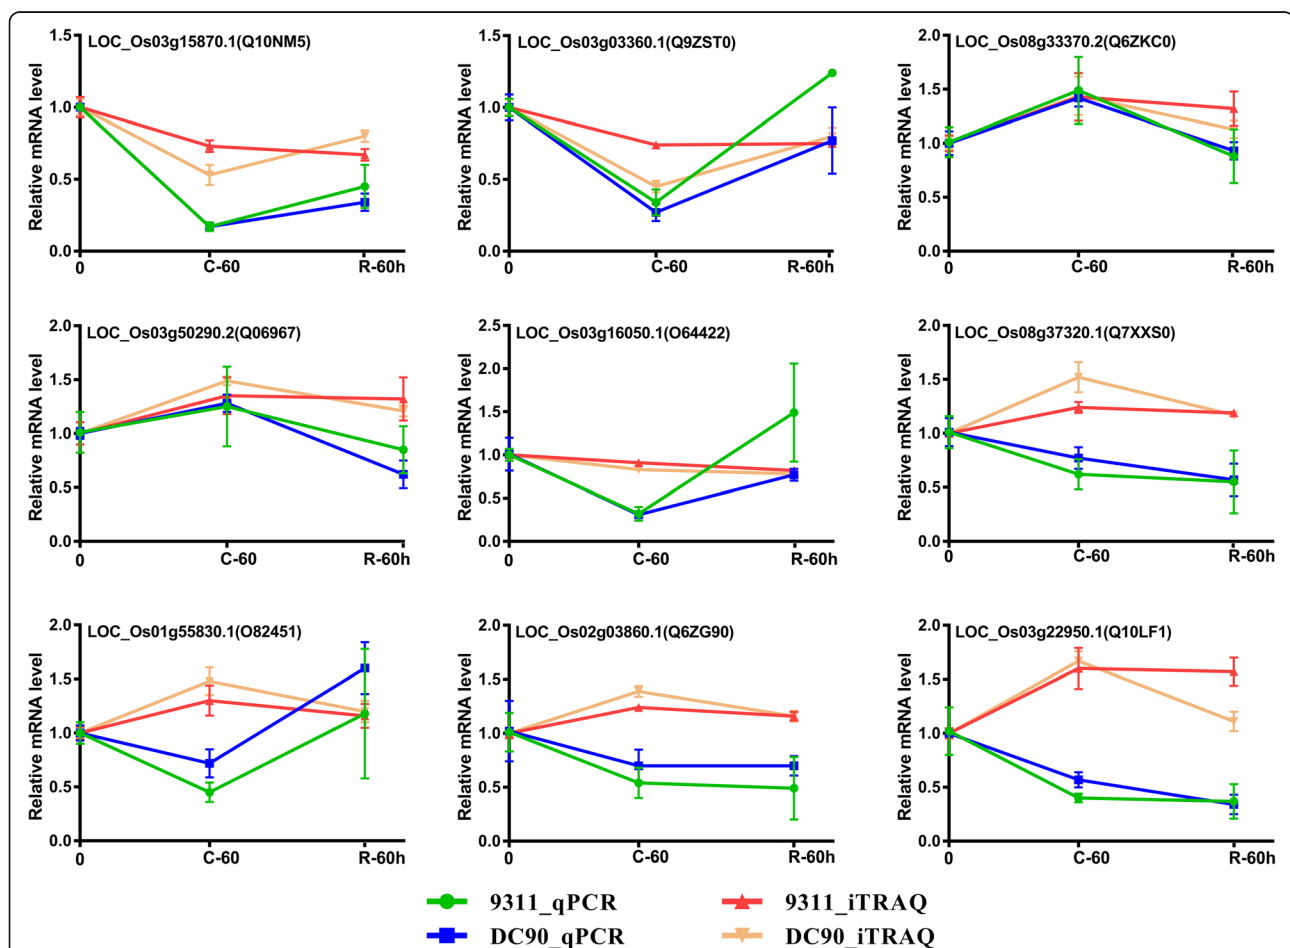 LOC_Os03g15870.1(Q10NM5)
Relative mRNA level
1.5
1.0
0.5
0.0
0
C-60
R-60h
LOC_Os03g03360.1(Q9ZST0)
Relative mRNA level
1.5
1.0
0.5
0.0
0
C-60
R-60h
LOC_Os08g33370.2(Q6ZKC0)
Relative mRNA level
2.0
1.5
1.0
0.5
0.0
0
C-60
R-60h
LOC_Os03g50290.2(Q06967)
Relative mRNA level
2.0
1.5
1.0
0.5
0.0
0
C-60
R-60h
LOC_Os03g16050.1(O64422)
Relative mRNA level
2.5
2.0
1.5
1.0
0.5
0.0
0
C-60
R-60h
LOC_Os08g37320.1(Q7XXS0)
Relative mRNA level
2.0
1.5
1.0
0.5
0.0
0
C-60
R-60h
LOC_Os01g55830.1(O82451)
Relative mRNA level
2.0
1.5
1.0
0.5
0.0
0
C-60
R-60h
LOC_Os02g03860.1(Q6ZG90)
Relative mRNA level
2.0
1.5
1.0
0.5
0.0
0
C-60
R-60h
LOC_Os03g22950.1(Q10LF1)
Relative mRNA level
2.0
1.5
1.0
0.5
0.0
0
C-60
R-60h
9311_qPCR
9311_iTRAQ
DC90_qPCR
DC90_iTRAQ